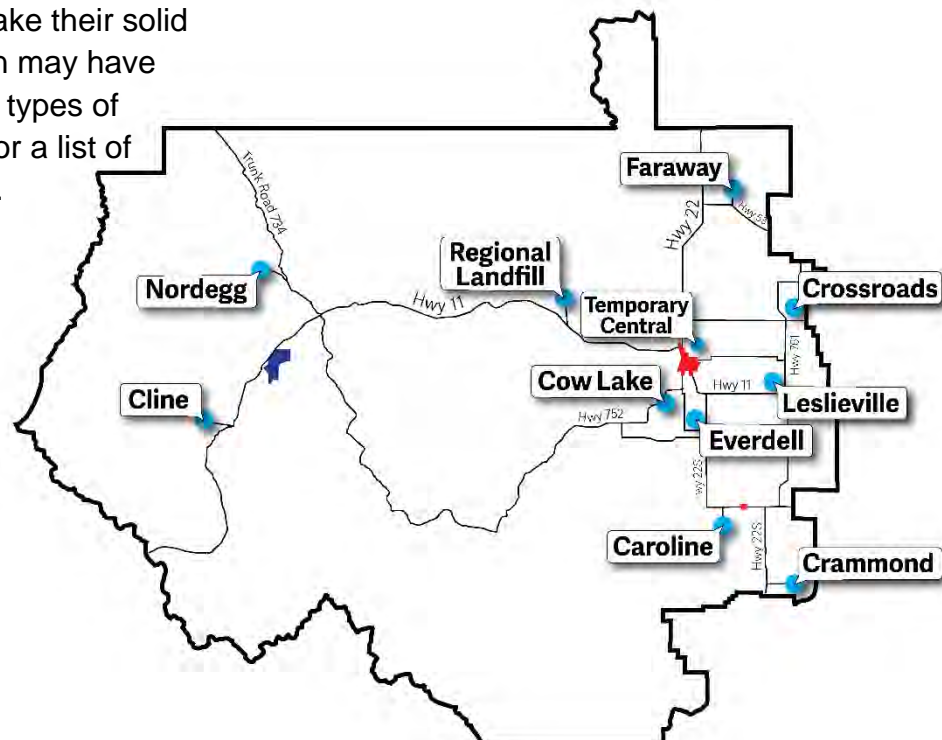 ake their solid
n may have
types of
or a list of
Trunk Road 734
Faraway
Hwy 22
Hwy 53
Nordegg
Regional
Landfill
Hwy 11
Crossroads
Temporary
Central
Hwy 761
Cline
Cow Lake
Hwy 11
Leslieville
Hwy 752
Everdell
wy 22S
Caroline
Hwy 22S
Crammond